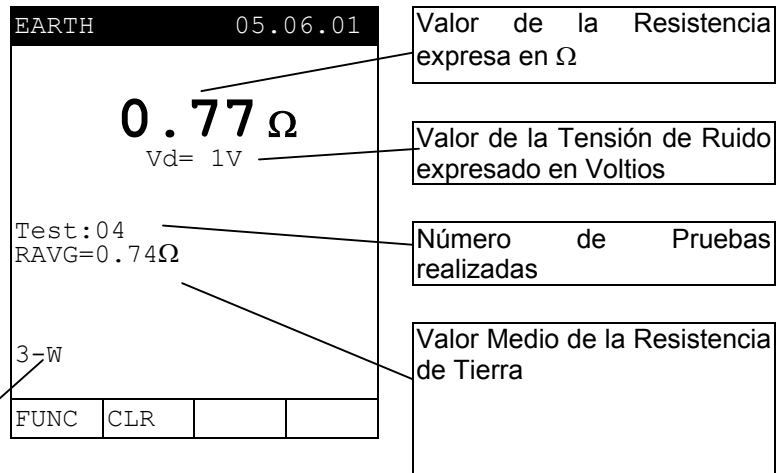 EARTH 05.06.01
0.77 Ω
Vd= 1V
Test:04
RAVG=0.74Ω
3-W
FUNC CLR
Valor de la Resistencia
expresa en Ω
Valor de la Tensión de Ruido
expresado en Voltios
Número de Pruebas
realizadas
Valor Medio de la Resistencia
de Tierra